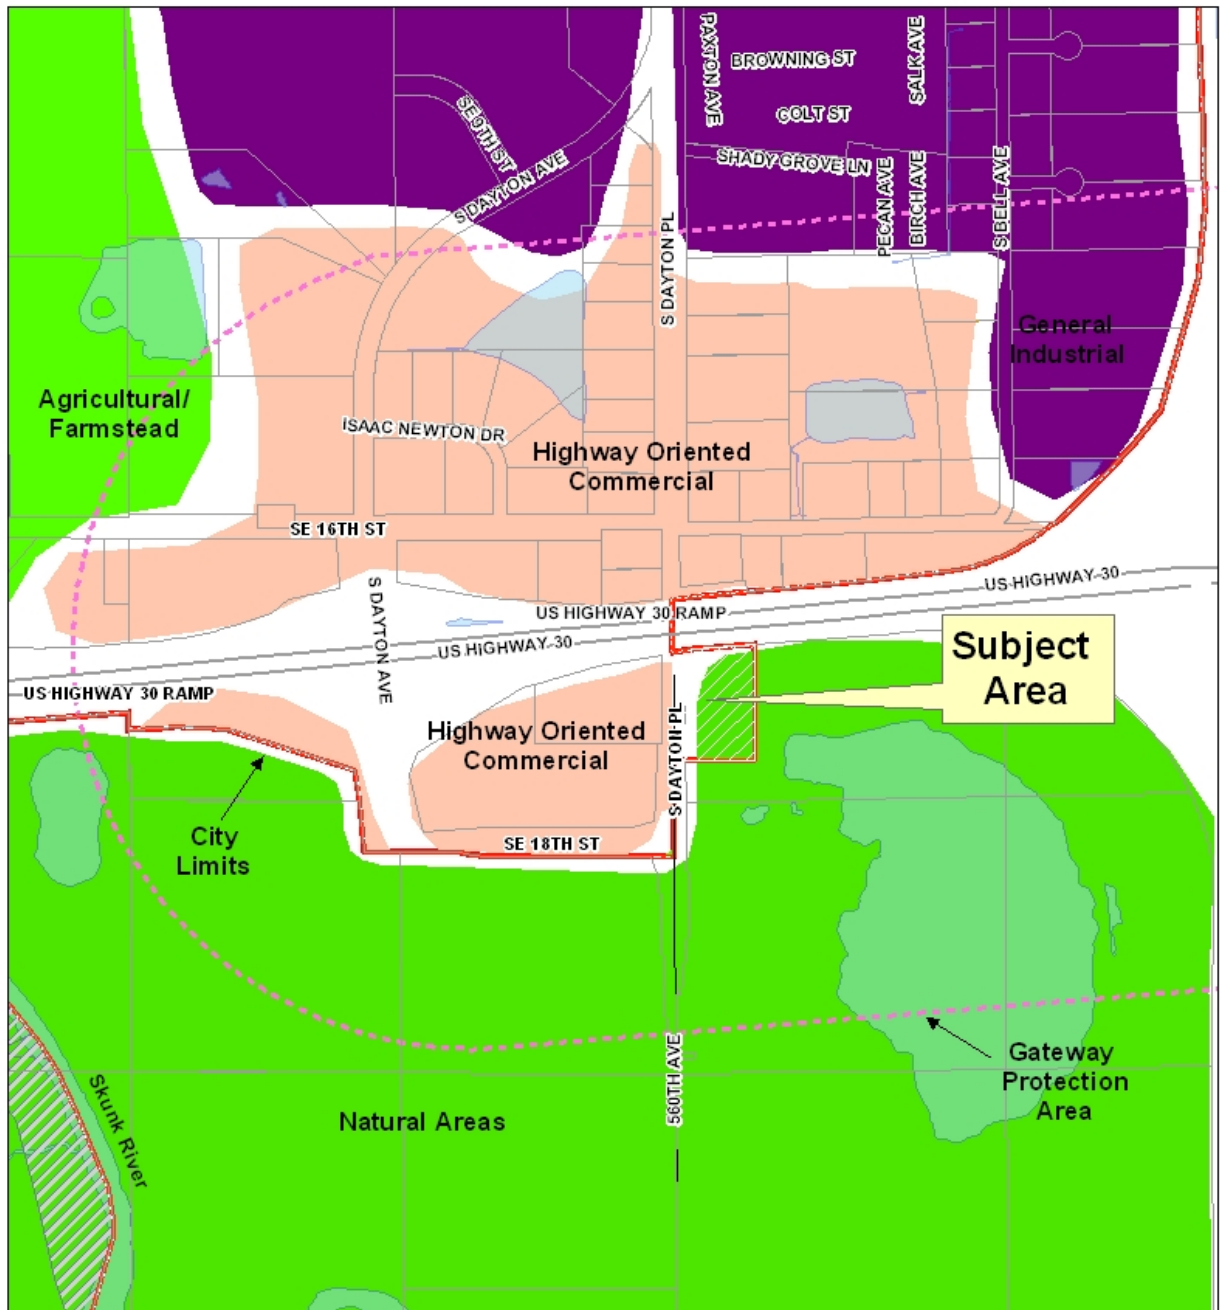 PAXTON AVE
BROWNING ST
SALK AVE
COLT ST
SE 9TH ST
SHADY GROVE LN
S DAYTON AVE
PECAN AVE
BIRCH AVE
S BELL AVE
S DAYTON PL
General
Industrial
Agricultural/
Farmstead
ISAAC NEWTON DR
Highway Oriented
Commercial
SE 16TH ST
US HIGHWAY 30
S DAYTON AVE
US HIGHWAY 30 RAMP
US HIGHWAY 30
Subject
Area
US HIGHWAY 30 RAMP
Highway Oriented
Commercial
S DAYTON PL
City
Limits
SE 18TH ST
560TH AVE
Gateway
Protection
Area
Skunk River
Natural Areas